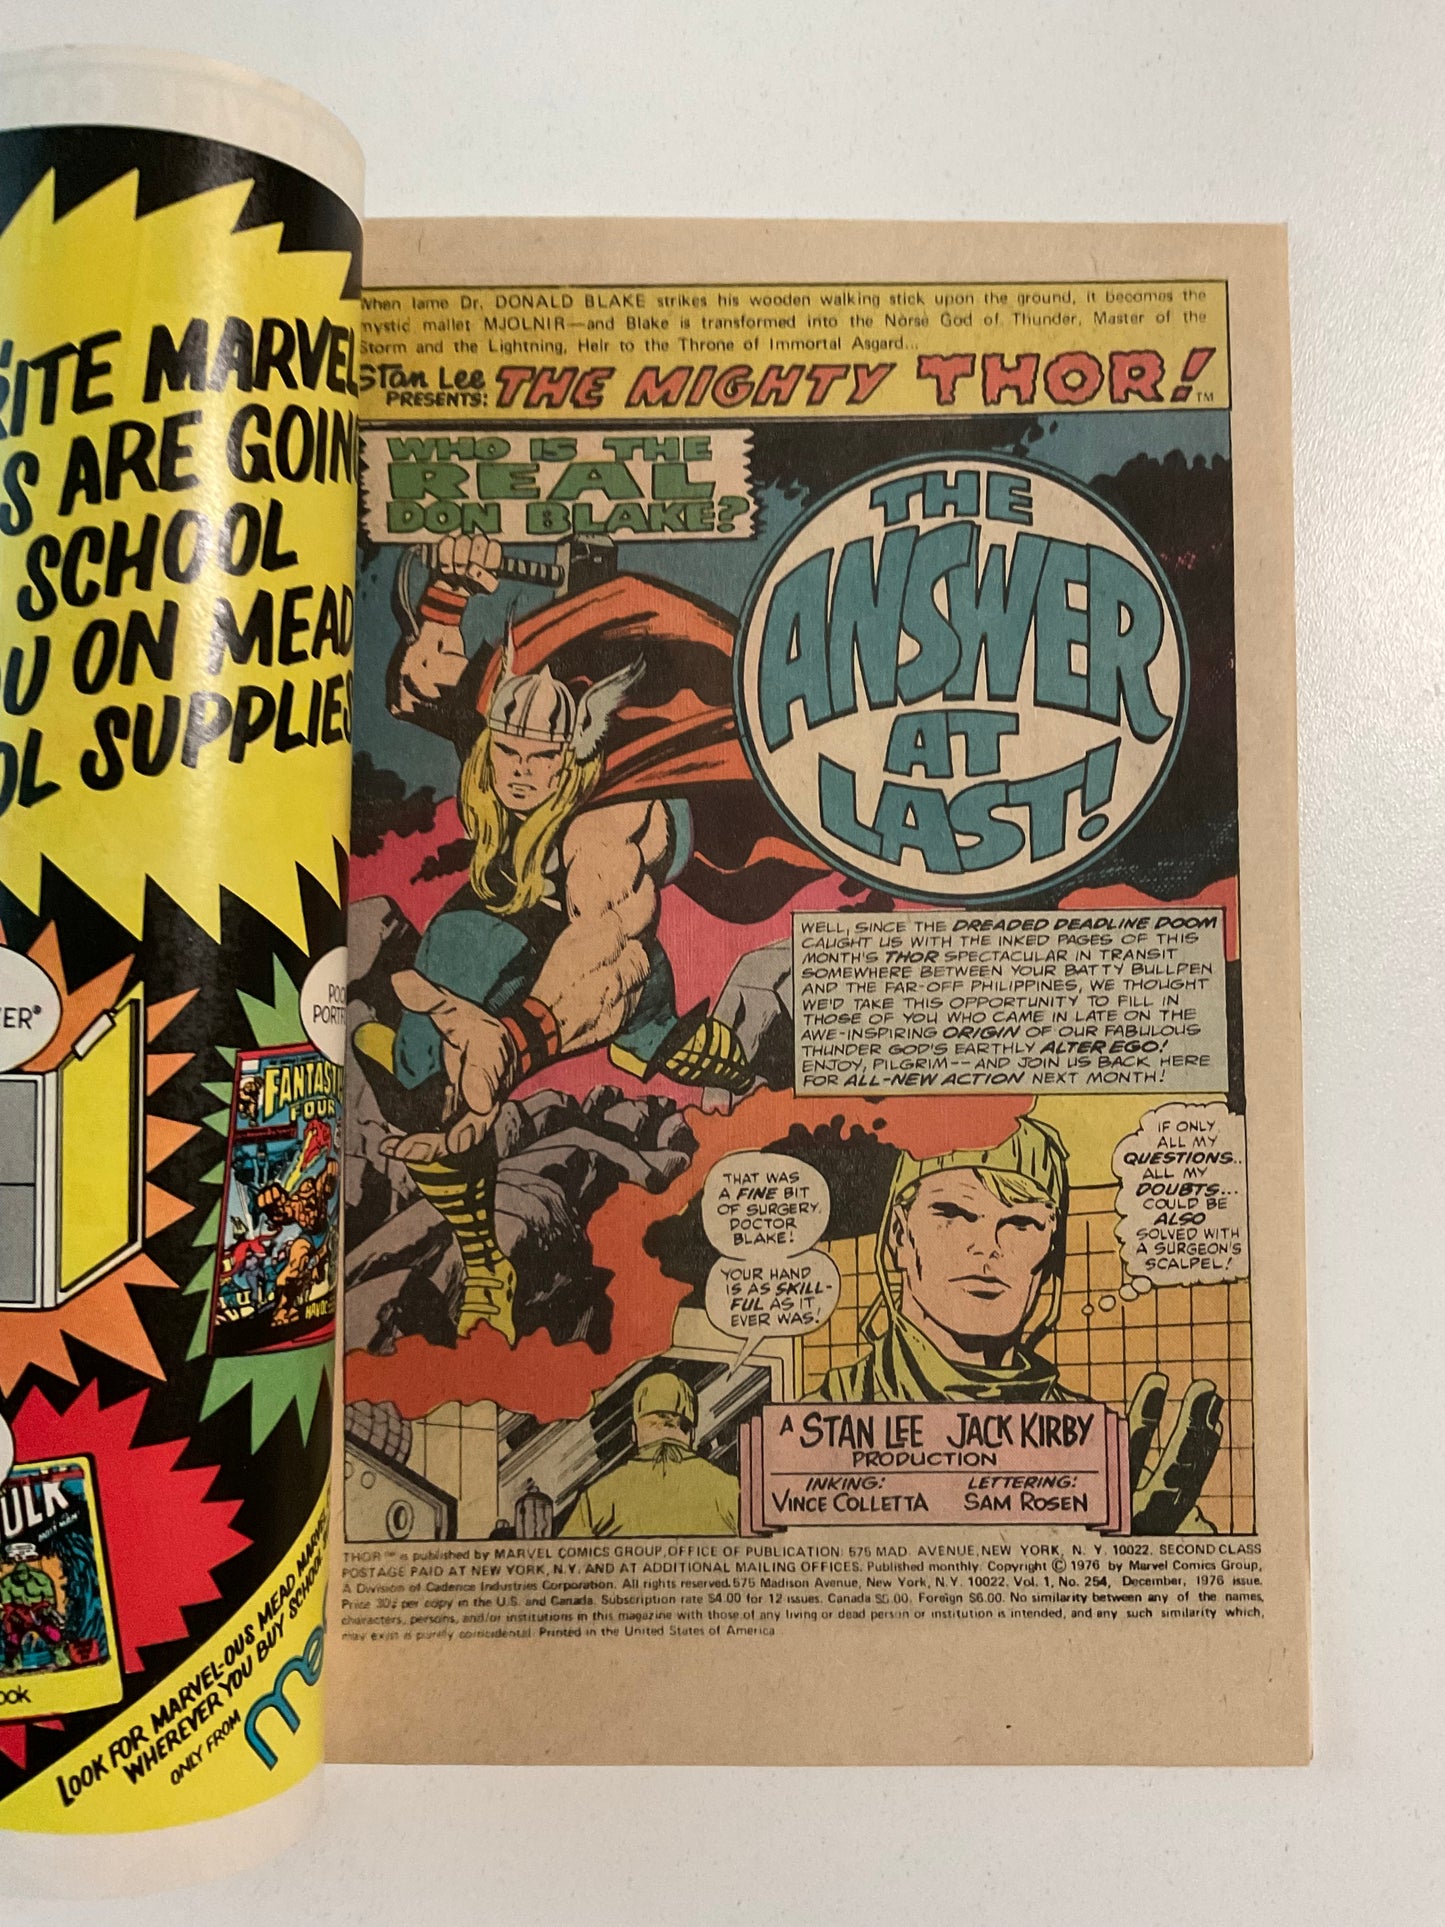 RITE MARVEL
S ARE GOIN
SCHOOL
OU ON MEAD
OL SUPPLIES
VER®
FANTAST
FOUR
HAVOC
ULK
ook
LOOK FOR MARVEL-OUS MEAD MARVEL
WHEREVER YOU BUY SCHOOL
ONLY FROM
When lame Dr. DONALD BLAKE strikes his wooden walking stick upon the ground, it becomes the
mystic mallet MJOLNIR—and Blake is transformed into the Norse God of Thunder, Master of the
Storm and the Lightning, Heir to the Throne of Immortal Asgard...
STAN LEE
PRESENTS: THE MIGHTY THOR!™
WHO IS THE
REAL
DON BLAKE?
THE
ANSWER
AT
LAST!
WELL, SINCE THE DREADED DEADLINE DOOM
CAUGHT US WITH THE INKED PAGES OF THIS
MONTH'S THOR SPECTACULAR IN TRANSIT
SOMEWHERE BETWEEN YOUR BATTY BULLPEN
AND THE FAR-OFF PHILIPPINES, WE THOUGHT
WE'D TAKE THIS OPPORTUNITY TO FILL IN
THOSE OF YOU WHO CAME IN LATE ON THE
AWE-INSPIRING ORIGIN OF OUR FABULOUS
THUNDER GOD'S EARTHLY ALTER EGO!
ENJOY, PILGRIM--AND JOIN US BACK HERE
FOR ALL-NEW ACTION NEXT MONTH!
THAT WAS
A FINE BIT
OF SURGERY,
DOCTOR
BLAKE!
YOUR HAND
IS AS SKILL-
FUL AS IT
EVER WAS!
IF ONLY
ALL MY
QUESTIONS..
ALL MY
DOUBTS...
COULD BE
ALSO
SOLVED WITH
A SURGEON'S
SCALPEL!
A STAN LEE JACK KIRBY
PRODUCTION
INKING: LETTERING:
VINCE COLLETTA SAM ROSEN
THOR™ is published by MARVEL COMICS GROUP, OFFICE OF PUBLICATION: 575 MAD. AVENUE, NEW YORK, N. Y. 10022. SECOND CLASS
POSTAGE PAID AT NEW YORK, N.Y. AND AT ADDITIONAL MAILING OFFICES. Published monthly. Copyright © 1976 by Marvel Comics Group,
A Division of Cadence Industries Corporation. All rights reserved. 575 Madison Avenue, New York, N.Y. 10022. Vol. 1, No. 254, December, 1976 issue.
Price 30¢ per copy in the U.S. and Canada. Subscription rate $4.00 for 12 issues. Canada $5.00. Foreign $6.00. No similarity between any of the names,
characters, persons, and/or institutions in this magazine with those of any living or dead person or institution is intended, and any such similarity which,
may exist is purely coincidental. Printed in the United States of America